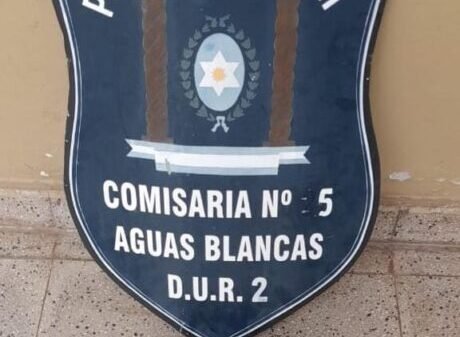 COMISARIA Nº 5
AGUAS BLANCAS
D.U.R. 2